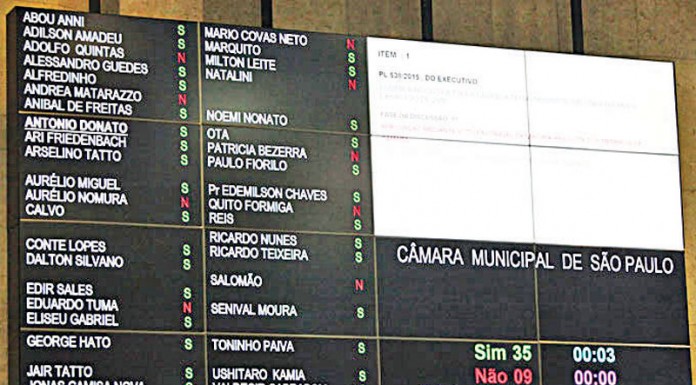 ABOU ANNI S
ADILSON AMADEU S
ADOLFO QUINTAS N
ALESSANDRO GUEDES S
ALFREDINHO S
ANDREA MATARAZZO N
ANIBAL DE FREITAS S
ANTONIO DONATO S
ARI FRIEDENBACH S
ARSELINO TATTO S
AURÉLIO MIGUEL S
AURÉLIO NOMURA N
CALVO S
CONTE LOPES S
DALTON SILVANO S
EDIR SALES S
EDUARDO TUMA N
ELISEU GABRIEL S
GEORGE HATO S
JAIR TATTO S
JONAS CAMISA NOVA
MARIO COVAS NETO N
MARQUITO S
MILTON LEITE S
NATALINI N
NOEMI NONATO S
OTA S
PATRICIA BEZERRA N
PAULO FIORILO S
Pr EDEMILSON CHAVES S
QUITO FORMIGA N
REIS S
RICARDO NUNES S
RICARDO TEIXEIRA S
SALOMÃO N
SENIVAL MOURA S
TONINHO PAIVA S
USHITARO KAMIA S
ITEM : 1
PL 538/2015 . DO EXECUTIVO
CÂMARA MUNICIPAL DE SÃO PAULO
Sim 35 00:03
Não 09 00:00